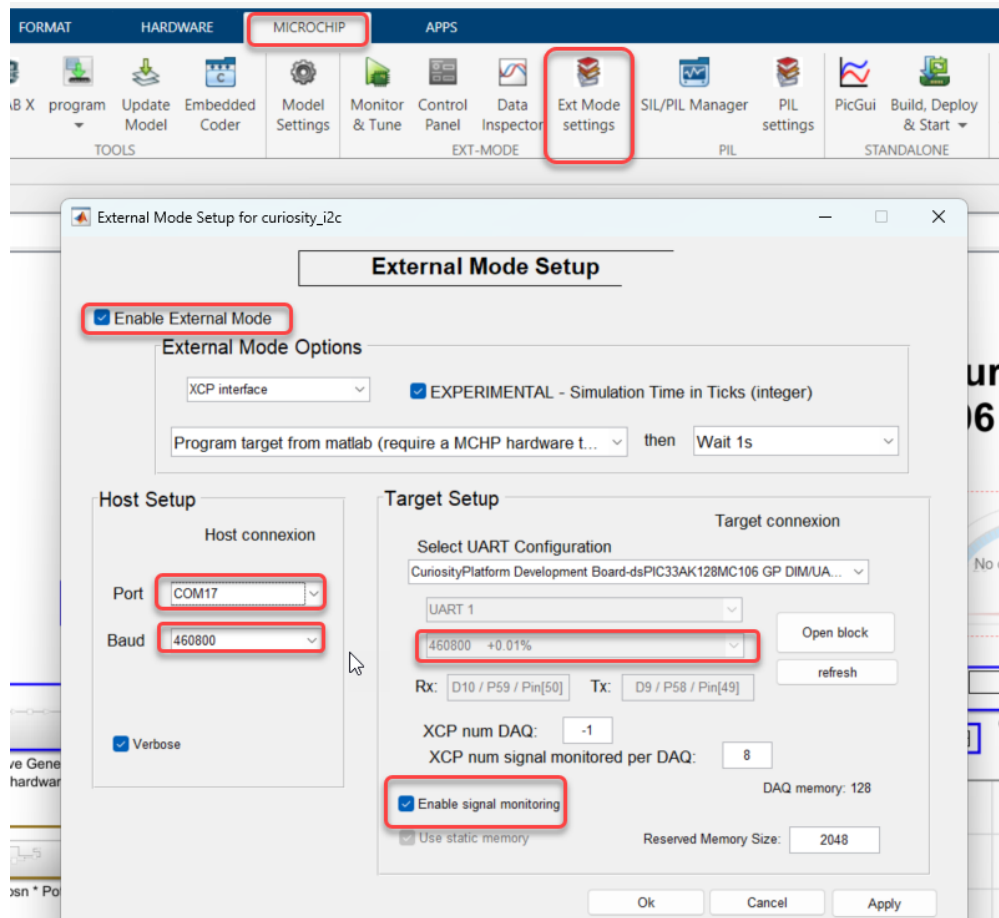 FORMAT HARDWARE MICROCHIP APPS
AB X program Update Model Embedded Coder Model Settings Monitor & Tune Control Panel Data Inspector Ext Mode settings SIL/PIL Manager PIL settings PicGui Build, Deploy & Start
TOOLS EXT-MODE PIL STANDALONE
External Mode Setup for curiosity_i2c
External Mode Setup
Enable External Mode
External Mode Options
XCP interface EXPERIMENTAL - Simulation Time in Ticks (integer)
Program target from matlab (require a MCHP hardware t... then Wait 1s
Host Setup
Host connexion
Port COM17
Baud 460800
Verbose
Target Setup
Target connexion
Select UART Configuration
CuriosityPlatform Development Board-dsPIC33AK128MC106 GP DIM/UA...
UART 1
460800 +0.01%
Open block
refresh
Rx: D10 / P59 / Pin[50] Tx: D9 / P58 / Pin[49]
XCP num DAQ: -1
XCP num signal monitored per DAQ: 8
DAQ memory: 128
Enable signal monitoring
Use static memory
Reserved Memory Size: 2048
Ok Cancel Apply
ur
06
No
ve Gene
hardwar
osn * Po